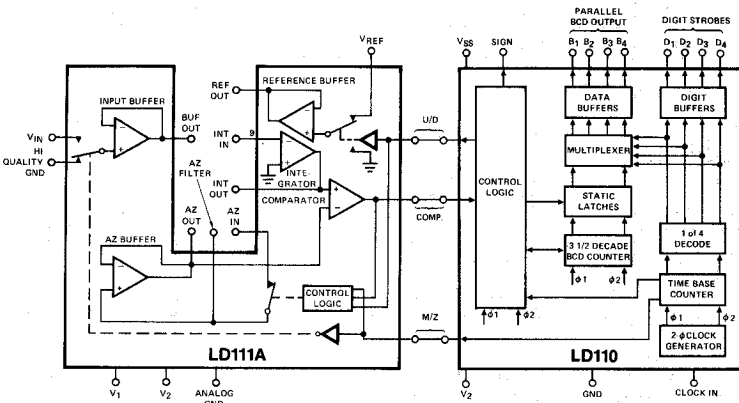 PARALLEL
BCD OUTPUT
DIGIT STROBES
B1 B2 B3 B4
D1 D2 D3 D4
VREF
VSS
SIGN
REF
OUT
REFERENCE BUFFER
INPUT BUFFER
BUF
OUT
INT
IN
9
DATA
BUFFERS
DIGIT
BUFFERS
U/D
VIN
HI
QUALITY
GND
AZ
FILTER
INTE-
GRATOR
MULTIPLEXER
INT
OUT
COMPARATOR
CONTROL
LOGIC
STATIC
LATCHES
AZ
OUT
AZ
IN
COMP.
AZ BUFFER
3 1/2 DECADE
BCD COUNTER
1 of 4
DECODE
ϕ1
ϕ2
CONTROL
LOGIC
TIME BASE
COUNTER
M/Z
ϕ1
ϕ2
ϕ1
ϕ2
2-ϕCLOCK
GENERATOR
LD111A
LD110
V1
V2
ANALOG
GND
V2
GND
CLOCK IN